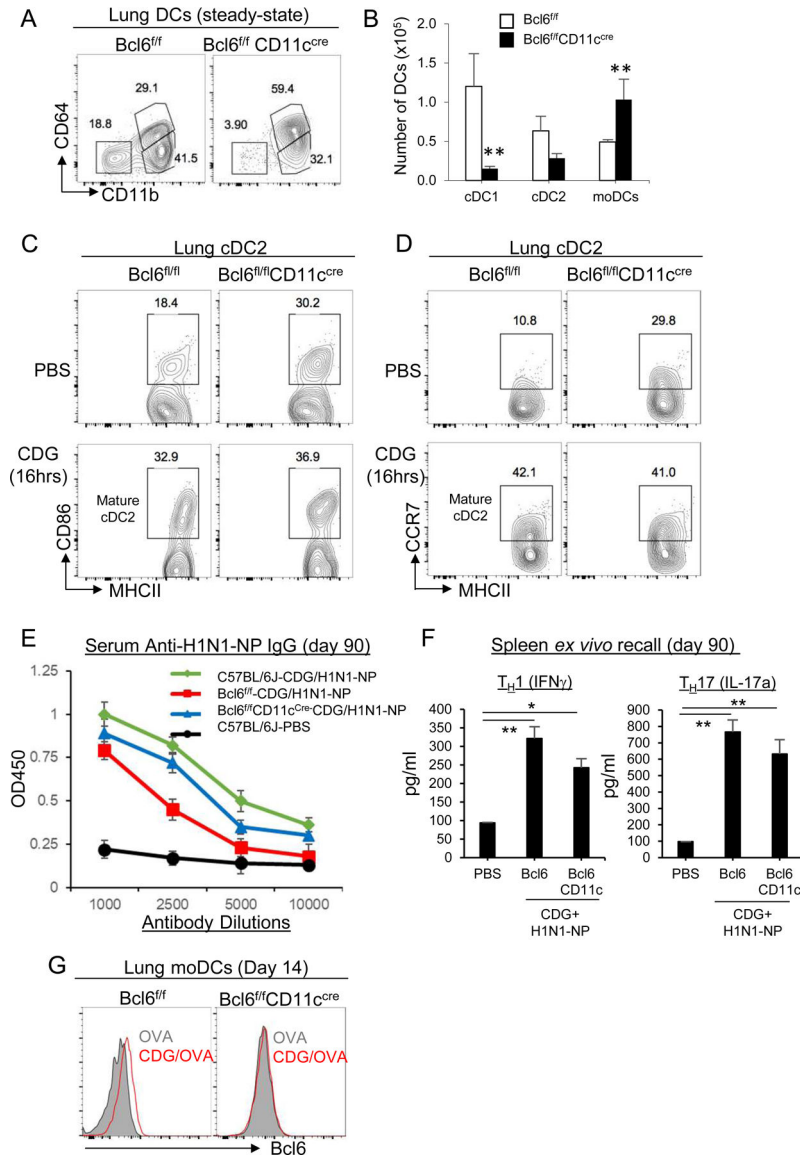 A
Lung DCs (steady-state)
Bcl6f/f
Bcl6f/f CD11ccre
29.1
18.8
41.5
59.4
3.90
32.1
CD64
CD11b
B
Bcl6f/f
Bcl6f/fCD11ccre
Number of DCs (x10⁵)
2.0
1.5
1.0
0.5
0.0
**
**
cDC1
cDC2
moDCs
C
Lung cDC2
Bcl6fl/fl
Bcl6fl/flCD11ccre
18.4
30.2
PBS
CDG
(16hrs)
32.9
36.9
Mature
cDC2
CD86
MHCII
D
Lung cDC2
Bcl6fl/fl
Bcl6fl/flCD11ccre
10.8
29.8
PBS
CDG
(16hrs)
42.1
41.0
Mature
cDC2
CCR7
MHCII
E
Serum Anti-H1N1-NP IgG (day 90)
C57BL/6J-CDG/H1N1-NP
Bcl6f/f-CDG/H1N1-NP
Bcl6f/fCD11cCre-CDG/H1N1-NP
C57BL/6J-PBS
OD450
1.25
1
0.75
0.5
0.25
0
1000
2500
5000
10000
Antibody Dilutions
F
Spleen ex vivo recall (day 90)
TH1 (IFNγ)
*
**
pg/ml
400
350
300
250
200
150
100
50
0
PBS
Bcl6
Bcl6
CD11c
CDG+
H1N1-NP
TH17 (IL-17a)
**
**
pg/ml
900
800
700
600
500
400
300
200
100
0
PBS
Bcl6
Bcl6
CD11c
CDG+
H1N1-NP
G
Lung moDCs (Day 14)
Bcl6f/f
Bcl6f/fCD11ccre
OVA
CDG/OVA
OVA
CDG/OVA
Bcl6